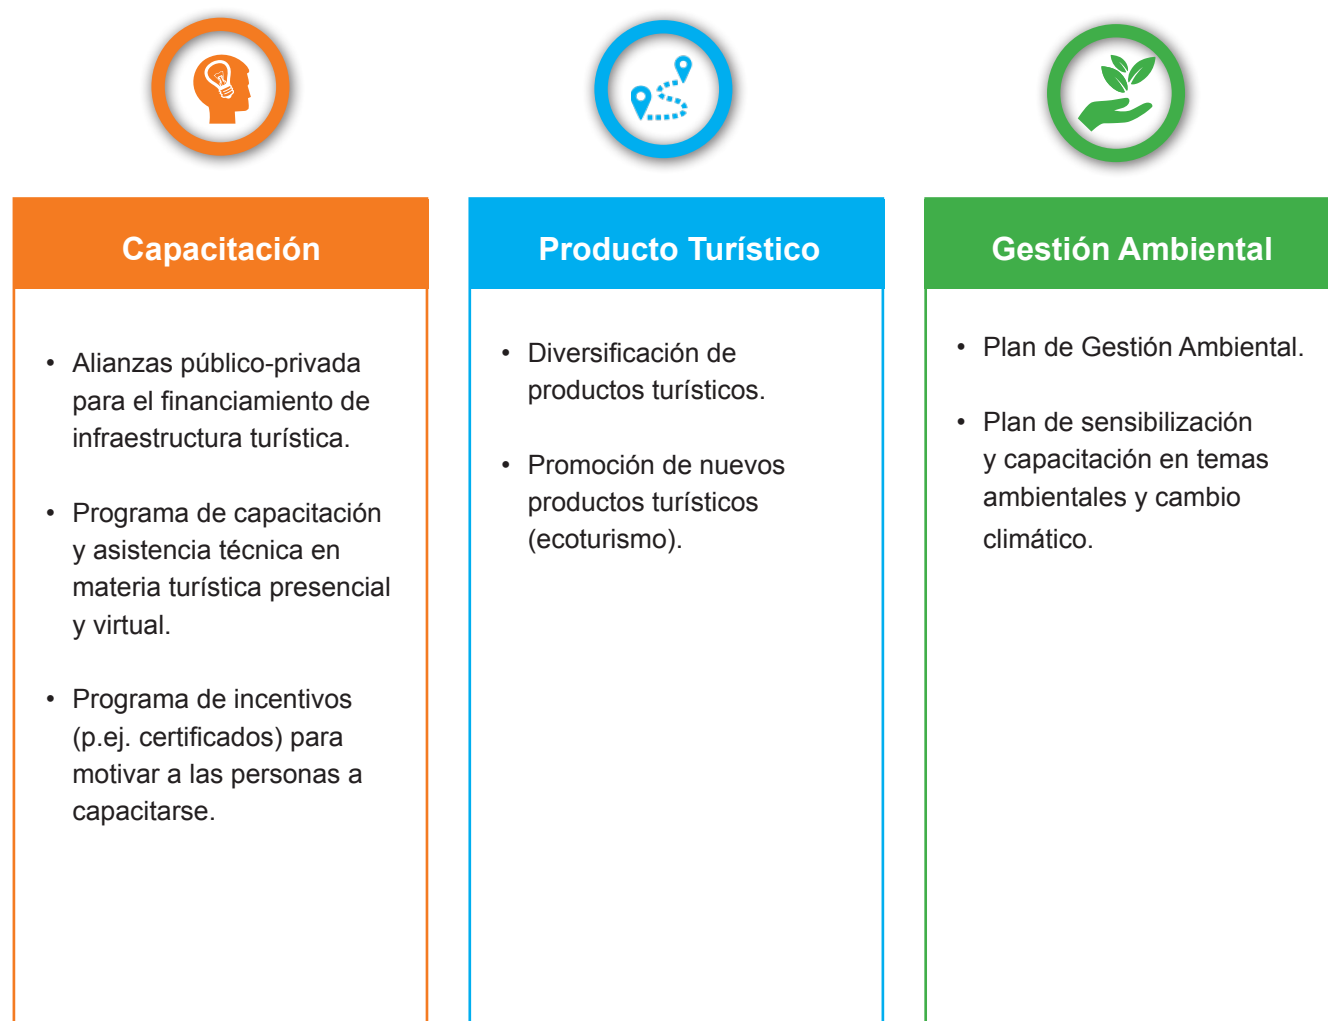 Capacitación
• Alianzas público-privada
para el financiamiento de
infraestructura turística.
• Programa de capacitación
y asistencia técnica en
materia turística presencial
y virtual.
• Programa de incentivos
(p.ej. certificados) para
motivar a las personas a
capacitarse.
Producto Turístico
• Diversificación de
productos turísticos.
• Promoción de nuevos
productos turísticos
(ecoturismo).
Gestión Ambiental
• Plan de Gestión Ambiental.
• Plan de sensibilización
y capacitación en temas
ambientales y cambio
climático.